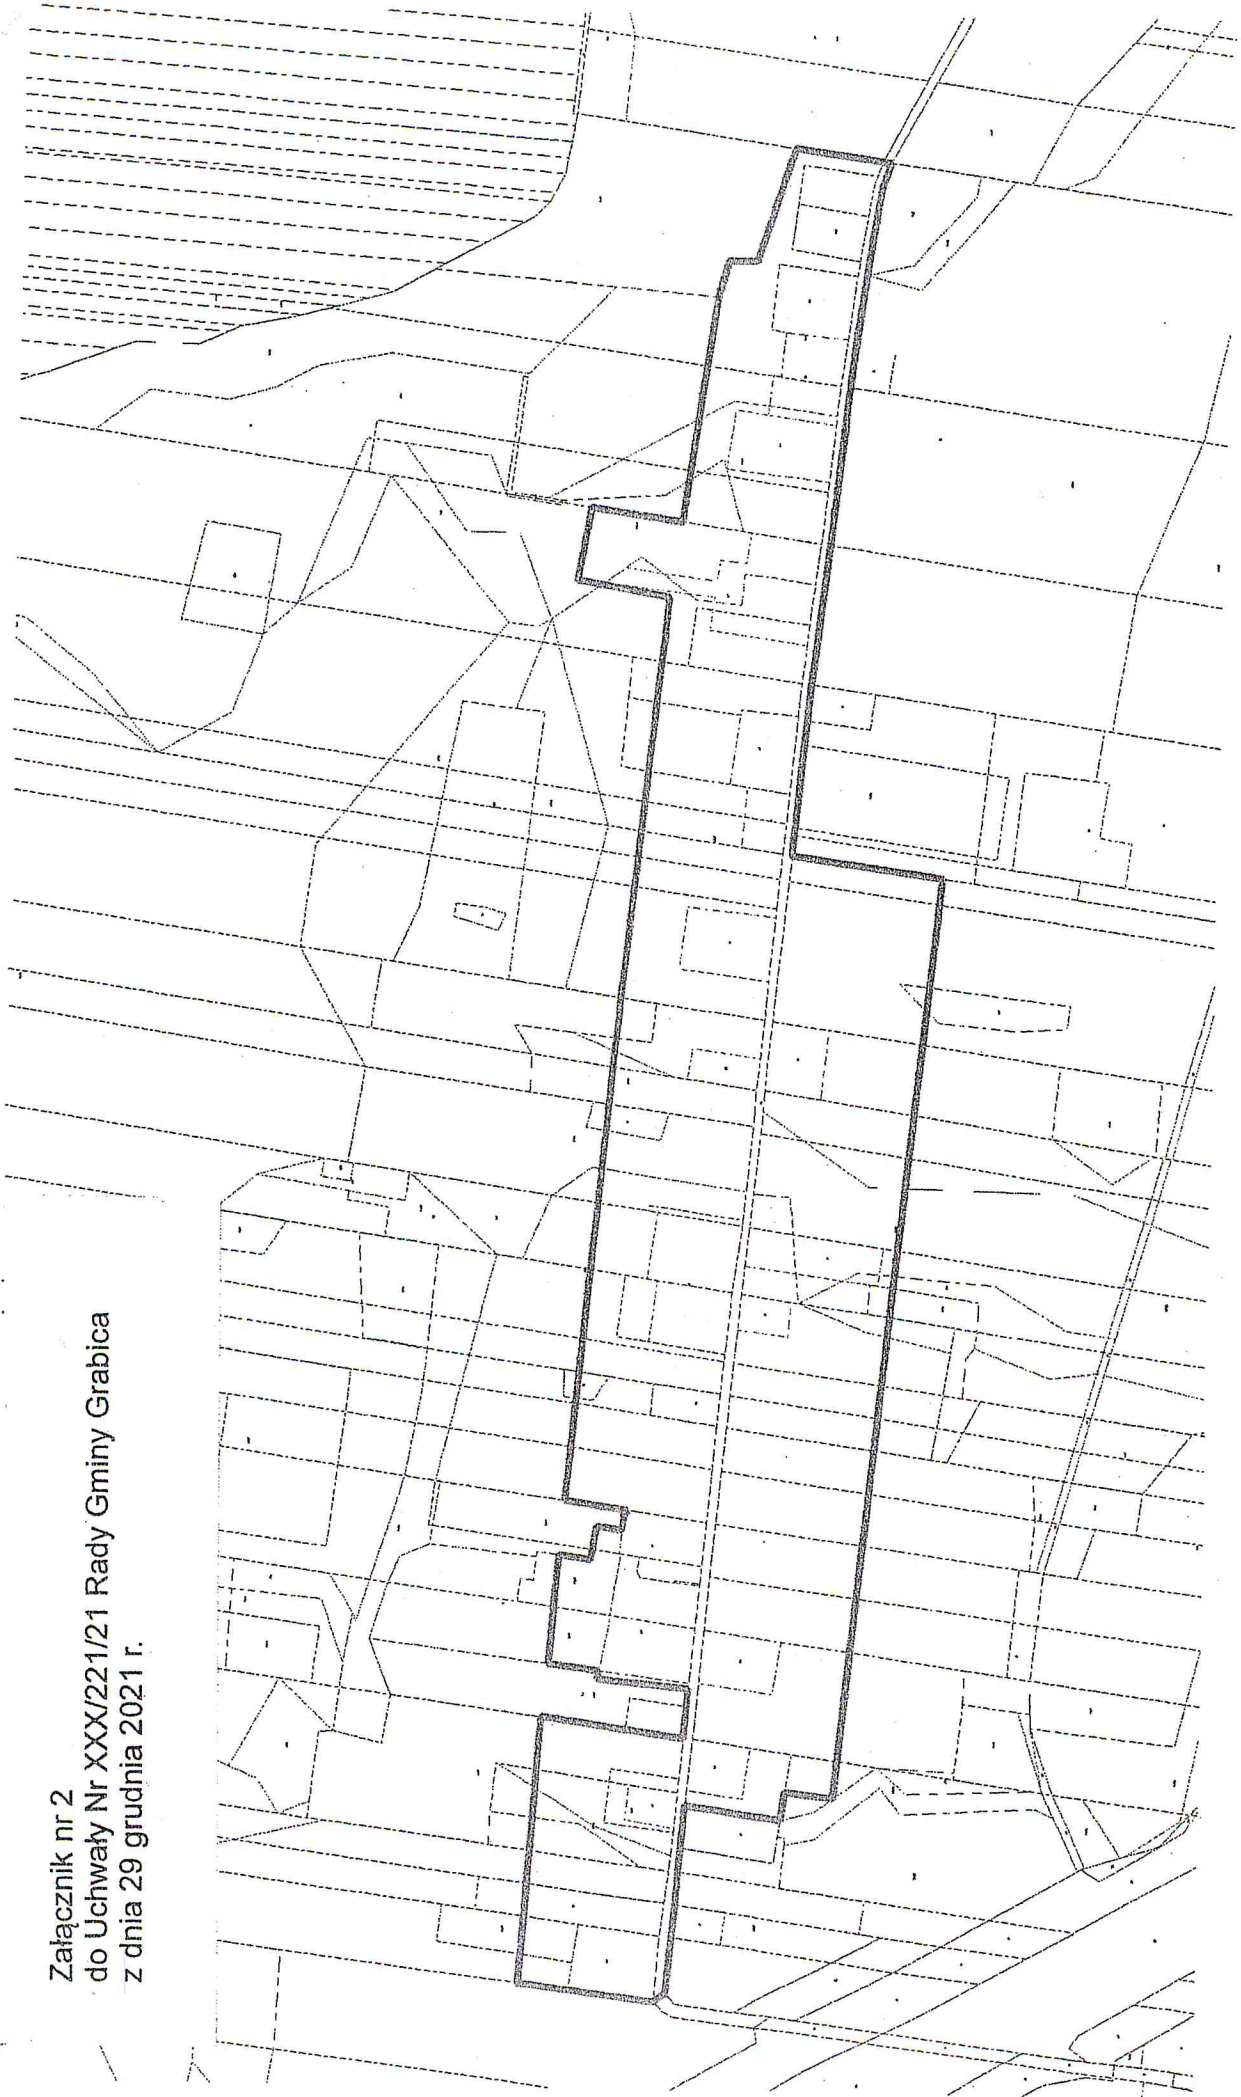 Załącznik nr 2
do Uchwały Nr XXX/221/21 Rady Gminy Grabica
z dnia 29 grudnia 2021 r.